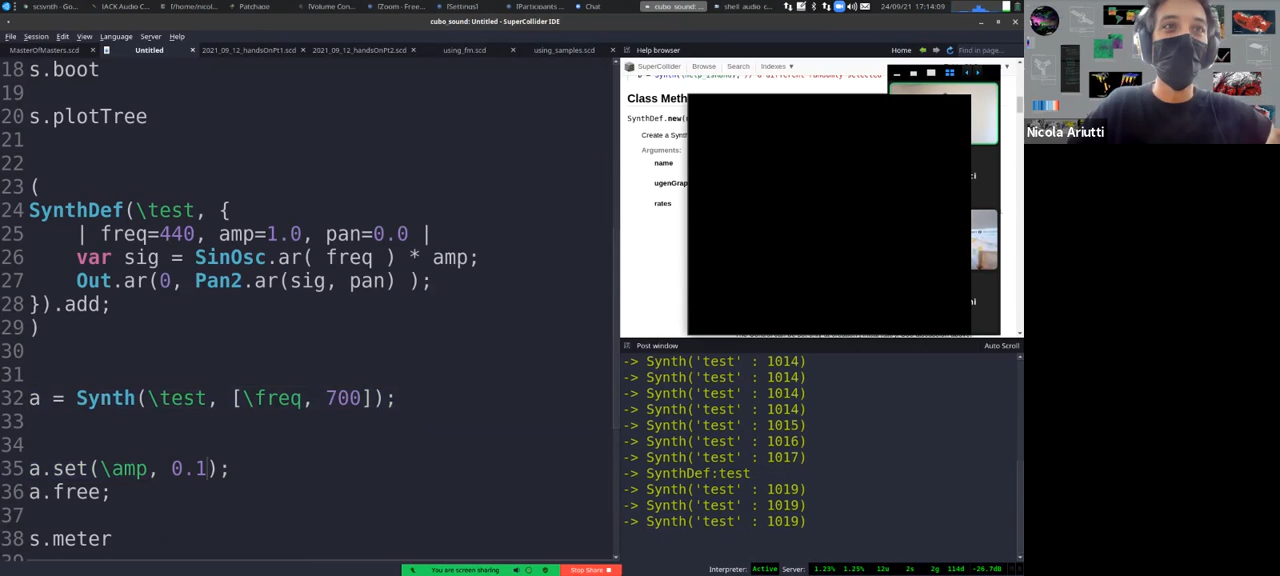 scsvnth - Goog...
IACK Audio C...
[/home/nicol...
Patchage
[Volume Con...
[Zoom - Free...
[Settings]
[Participants ...
Chat
cubo_sound: ...
shell_audio_c...
24/09/21 17:14:09
cubo_sound: Untitled - SuperCollider IDE
File Session Edit View Language Server Help
MasterOfMasters.scd
Untitled
2021_09_12_handsOnPt1.scd
2021_09_12_handsOnPt2.scd
using_fm.scd
using_samples.scd
Help browser
Home
Find in page...
SuperCollider Browse Search Indexes ▼
Class Meth
SynthDef.new(
Create a Synth
Arguments:
name
ugenGrap
rates
Nicola Ariutti
18 s.boot
19
20 s.plotTree
21
22
23 (
24 SynthDef(\test, {
25 | freq=440, amp=1.0, pan=0.0 |
26 var sig = SinOsc.ar( freq ) * amp;
27 Out.ar(0, Pan2.ar(sig, pan) );
28 }).add;
29 )
30
31
32 a = Synth(\test, [\freq, 700]);
33
34
35 a.set(\amp, 0.1);
36 a.free;
37
38 s.meter
Post window
Auto Scroll
-> Synth('test' : 1014)
-> Synth('test' : 1014)
-> Synth('test' : 1014)
-> Synth('test' : 1014)
-> Synth('test' : 1015)
-> Synth('test' : 1016)
-> Synth('test' : 1017)
-> SynthDef:test
-> Synth('test' : 1019)
-> Synth('test' : 1019)
-> Synth('test' : 1019)
You are screen sharing
Stop Share
Interpreter: Active Server: 1.23% 1.25% 12u 2s 2g 114d -26.7dB